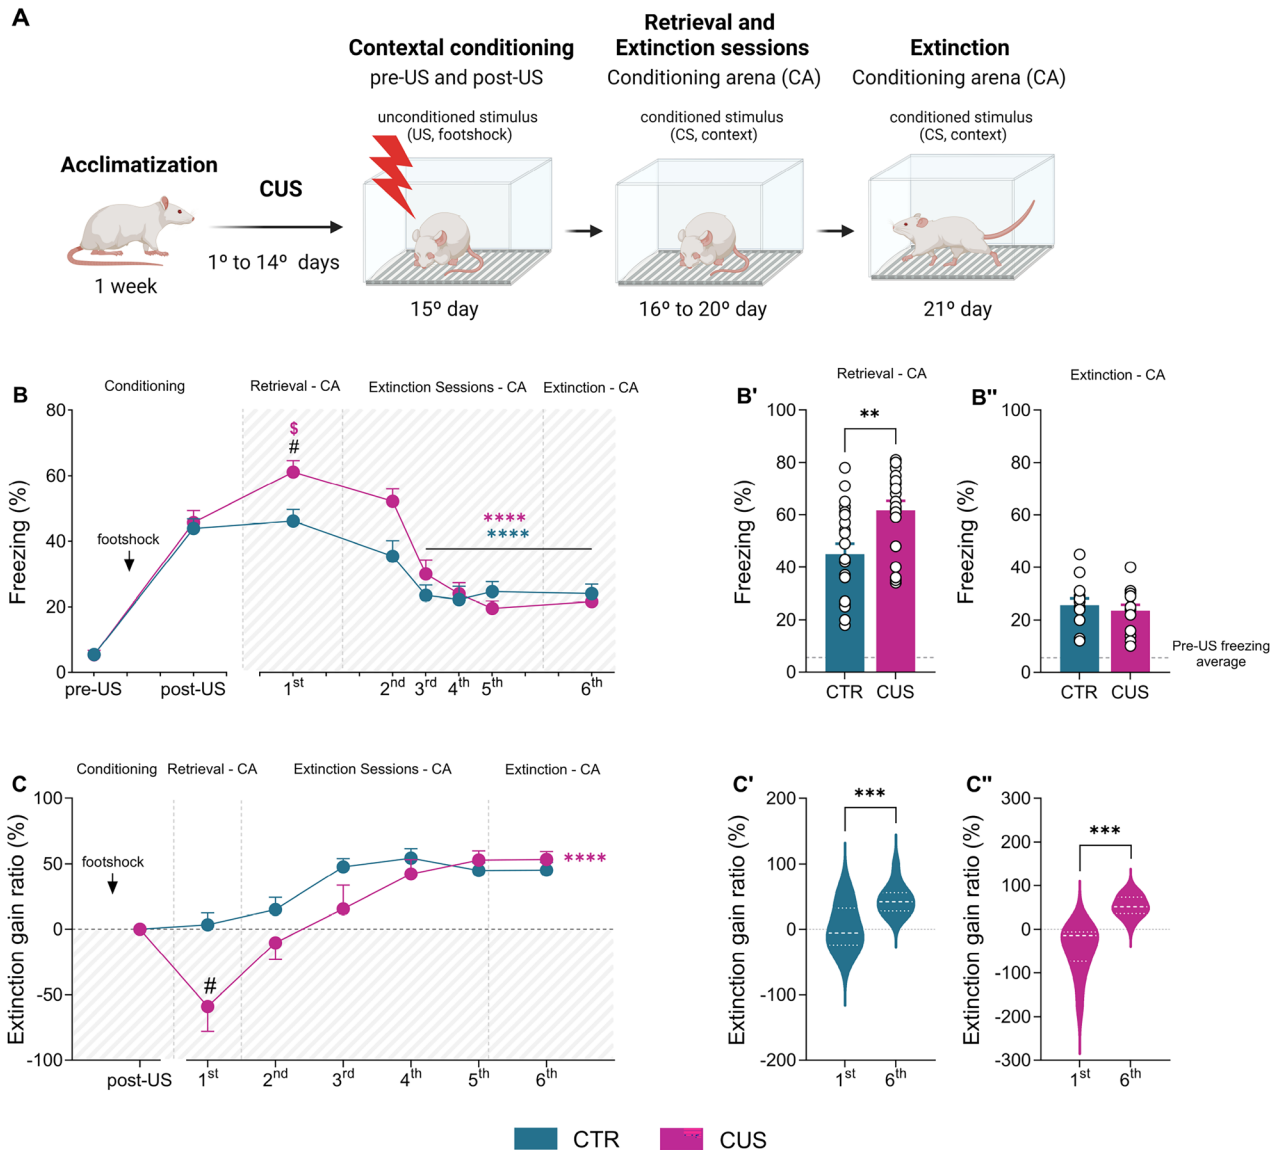 A
Acclimatization
1 week
CUS
1º to 14º days
Contextal conditioning
pre-US and post-US
unconditioned stimulus
(US, footshock)
15º day
Retrieval and
Extinction sessions
Conditioning arena (CA)
conditioned stimulus
(CS, context)
16º to 20º day
Extinction
Conditioning arena (CA)
conditioned stimulus
(CS, context)
21º day
B
Conditioning
Retrieval - CA
Extinction Sessions - CA
Extinction - CA
Freezing (%)
80
60
40
20
0
footshock
$
#
****
****
pre-US
post-US
1st
2nd
3rd
4th
5th
6th
B'
Retrieval - CA
**
Freezing (%)
100
80
60
40
20
0
CTR
CUS
B"
Extinction - CA
Freezing (%)
100
80
60
40
20
0
CTR
CUS
Pre-US freezing
average
C
Conditioning
Retrieval - CA
Extinction Sessions - CA
Extinction - CA
Extinction gain ratio (%)
100
50
0
-50
-100
footshock
#
****
post-US
1st
2nd
3rd
4th
5th
6th
C'
***
Extinction gain ratio (%)
200
100
0
-100
-200
1st
6th
C"
***
Extinction gain ratio (%)
300
200
100
0
-100
-200
-300
1st
6th
CTR
CUS